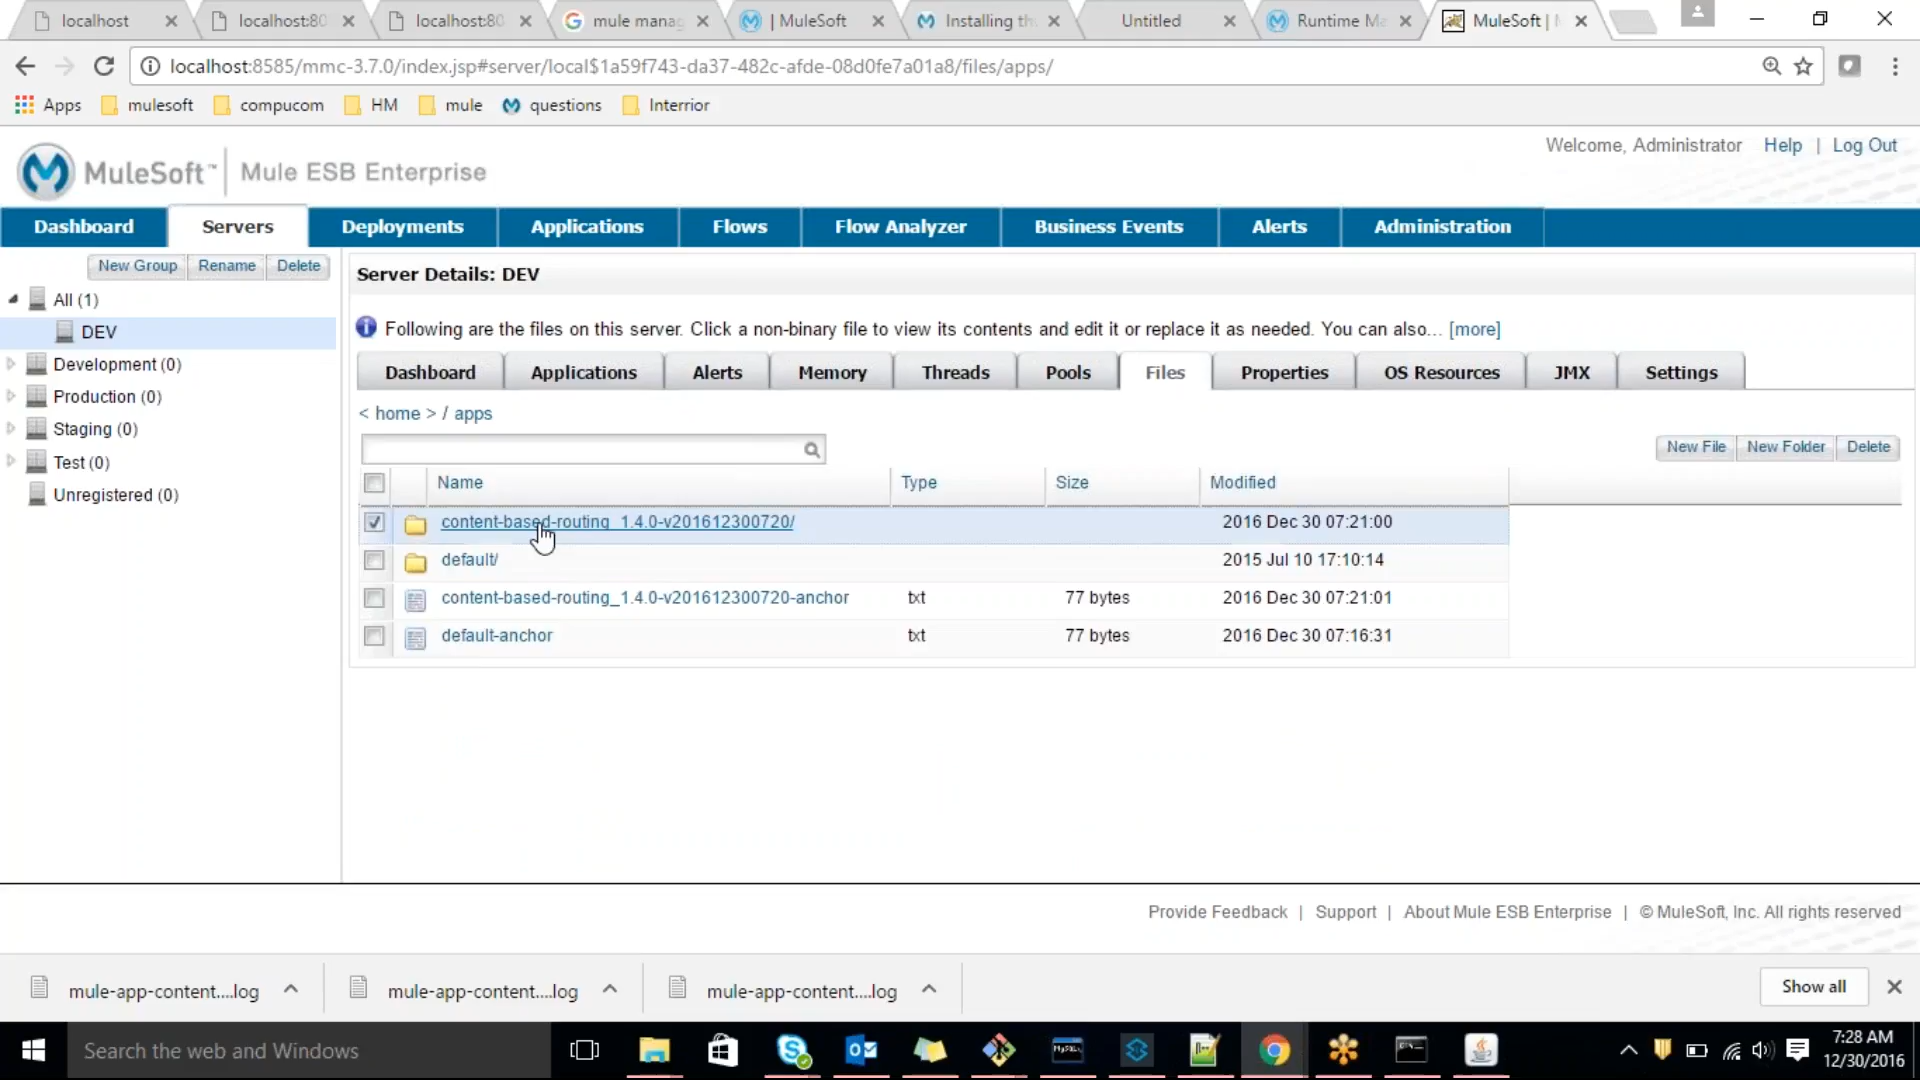 localhost
localhost:80
localhost:80
mule mana
| MuleSoft
Installing th
Untitled
Runtime Ma
MuleSoft |
localhost:8585/mmc-3.7.0/index.jsp#server/local$1a59f743-da37-482c-afde-08d0fe7a01a8/files/apps/
Apps
mulesoft
compucom
HM
mule
questions
Interrior
Welcome, Administrator Help | Log Out
MuleSoft™ | Mule ESB Enterprise
Dashboard
Servers
Deployments
Applications
Flows
Flow Analyzer
Business Events
Alerts
Administration
New Group
Rename
Delete
All (1)
DEV
Development (0)
Production (0)
Staging (0)
Test (0)
Unregistered (0)
Server Details: DEV
Following are the files on this server. Click a non-binary file to view its contents and edit it or replace it as needed. You can also... [more]
Dashboard
Applications
Alerts
Memory
Threads
Pools
Files
Properties
OS Resources
JMX
Settings
< home > / apps
New File
New Folder
Delete
Name Type Size Modified
content-based-routing_1.4.0-v201612300720/ 2016 Dec 30 07:21:00
default/ 2015 Jul 10 17:10:14
content-based-routing_1.4.0-v201612300720-anchor txt 77 bytes 2016 Dec 30 07:21:01
default-anchor txt 77 bytes 2016 Dec 30 07:16:31
Provide Feedback | Support | About Mule ESB Enterprise | © MuleSoft, Inc. All rights reserved
mule-app-content....log
mule-app-content....log
mule-app-content....log
Show all
Search the web and Windows
7:28 AM
12/30/2016